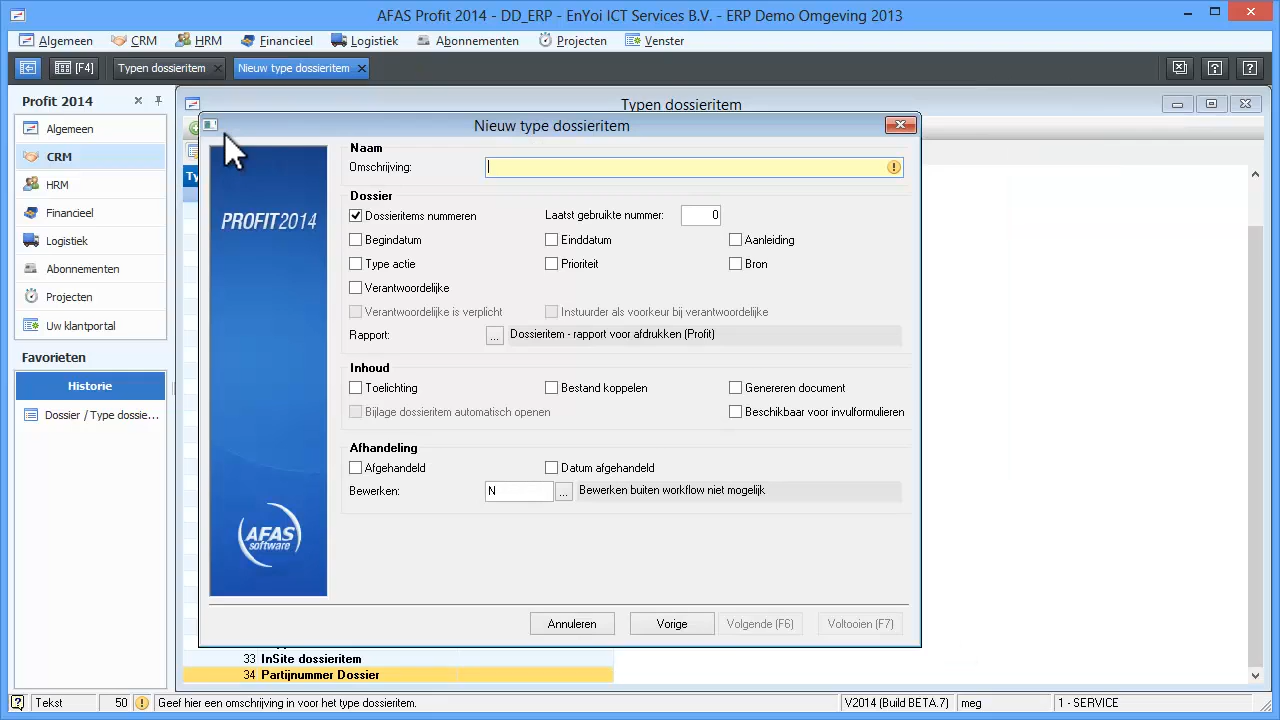 AFAS Profit 2014 - DD_ERP - EnYoi ICT Services B.V. - ERP Demo Omgeving 2013
Algemeen CRM HRM Financieel Logistiek Abonnementen Projecten Venster
[F4] Typen dossieritem Nieuw type dossieritem
Profit 2014
Algemeen
CRM
HRM
Financieel
Logistiek
Abonnementen
Projecten
Uw klantportal
Favorieten
Historie
Dossier / Type dossie...
Typen dossieritem
Nieuw type dossieritem
PROFIT2014
AFAS
software
Naam
Omschrijving:
Dossier
Dossieritems nummeren Laatst gebruikte nummer: 0
Begindatum Einddatum Aanleiding
Type actie Prioriteit Bron
Verantwoordelijke
Verantwoordelijke is verplicht Instuurder als voorkeur bij verantwoordelijke
Rapport: ... Dossieritem - rapport voor afdrukken (Profit)
Inhoud
Toelichting Bestand koppelen Genereren document
Bijlage dossieritem automatisch openen Beschikbaar voor invulformulieren
Afhandeling
Afgehandeld Datum afgehandeld
Bewerken: N ... Bewerken buiten workflow niet mogelijk
Annuleren Vorige Volgende (F6) Voltooien (F7)
33 InSite dossieritem
34 Partijnummer Dossier
Tekst 50 Geef hier een omschrijving in voor het type dossieritem. V2014 (Build BETA.7) meg 1 - SERVICE